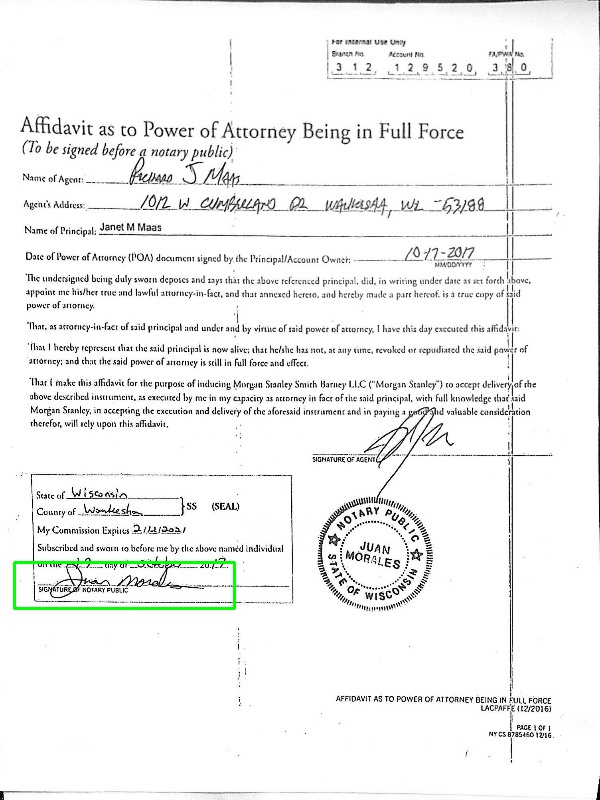 For Internal Use Only
Branch No. Account No. FA/PWA No.
3 1 2 1 2 9 5 2 0 3 8 0
Affidavit as to Power of Attorney Being in Full Force
(To be signed before a notary public)
Name of Agent: RICHARD J MAAS
Agent's Address: 1012 W CUMBERLAND DR WAUKESHA, WI -53188
Name of Principal: Janet M Maas
Date of Power of Attorney (POA) document signed by the Principal/Account Owner: 10-17-2017
MM/DD/YYYY
The undersigned being duly sworn deposes and says that the above referenced principal, did, in writing under date as set forth above,
appoint me his/her true and lawful attorney-in-fact, and that annexed hereto, and hereby made a part hereof, is a true copy of said
power of attorney.
That, as attorney-in-fact of said principal and under and by virtue of said power of attorney, I have this day executed this affidavit:
That I hereby represent that the said principal is now alive; that he/she has not, at any time, revoked or repudiated the said power of
attorney; and that the said power of attorney is still in full force and effect.
That I make this affidavit for the purpose of inducing Morgan Stanley Smith Barney LLC ("Morgan Stanley") to accept delivery of the
above described instrument, as executed by me in my capacity as attorney in fact of the said principal, with full knowledge that said
Morgan Stanley, in accepting the execution and delivery of the aforesaid instrument and in paying a good and valuable consideration
therefor, will rely upon this affidavit.
SIGNATURE OF AGENT
State of Wisconsin
County of Waukesha } SS (SEAL)
My Commission Expires 2/12/2021
Subscribed and sworn to before me by the above named individual
on the 17 day of October 2017
Juan Morales
SIGNATURE OF NOTARY PUBLIC
NOTARY PUBLIC
JUAN
MORALES
STATE OF WISCONSIN
AFFIDAVIT AS TO POWER OF ATTORNEY BEING IN FULL FORCE
LACPAFFE (12/2016)
PAGE 1 OF 1
NY CS 8785460 12/16